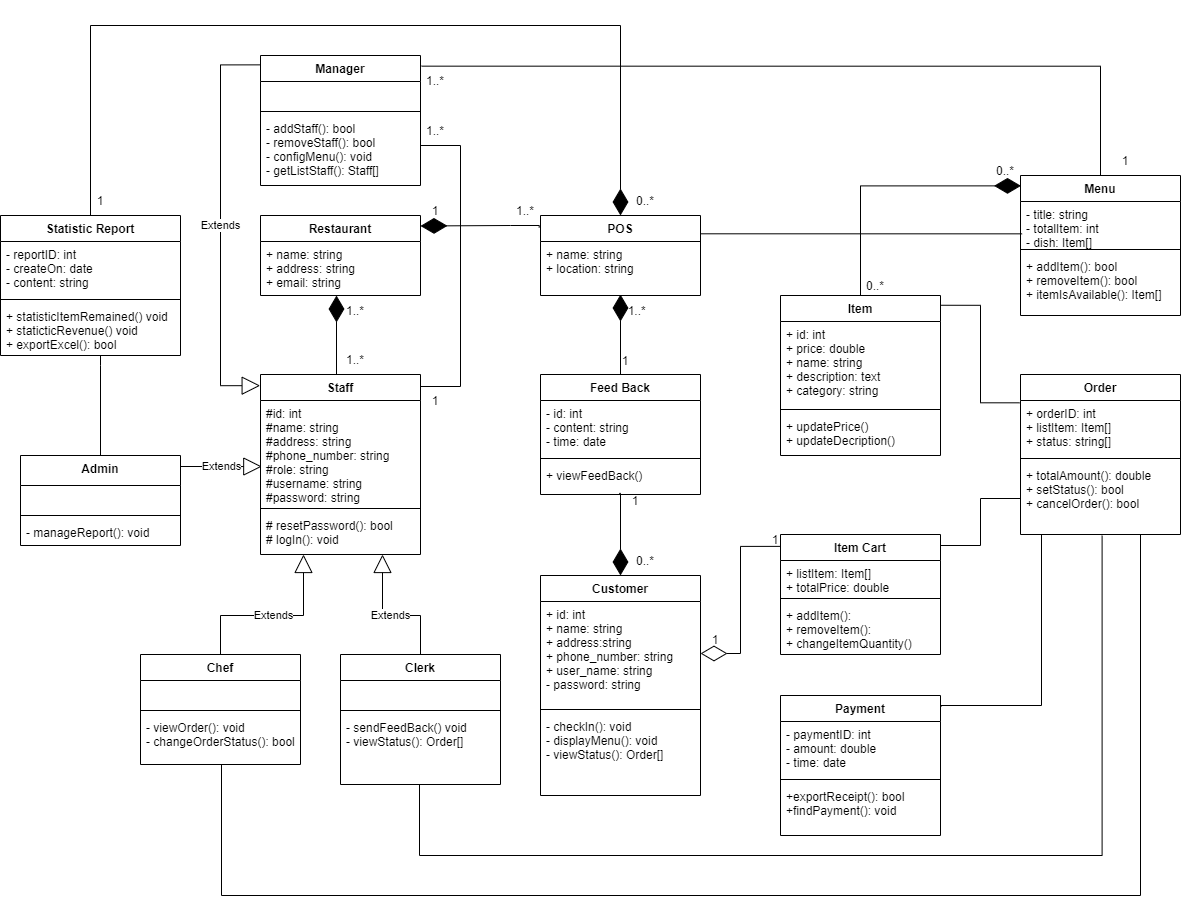 Manager
- addStaff(): bool
- removeStaff(): bool
- configMenu(): void
- getListStaff(): Staff[]
1..*
1..*
1
0..*
Menu
- title: string
- totalItem: int
- dish: Item[]
+ addItem(): bool
+ removeItem(): bool
+ itemIsAvailable(): Item[]
1
Extends
Statistic Report
- reportID: int
- createOn: date
- content: string
+ statisticItemRemained() void
+ staticticRevenue() void
+ exportExcel(): bool
Restaurant
+ name: string
+ address: string
+ email: string
1
1..*
0..*
POS
+ name: string
+ location: string
1..*
1..*
1..*
1
0..*
Item
+ id: int
+ price: double
+ name: string
+ description: text
+ category: string
+ updatePrice()
+ updateDecription()
Staff
#id: int
#name: string
#address: string
#phone_number: string
#role: string
#username: string
#password: string
# resetPassword(): bool
# logIn(): void
1
Feed Back
- id: int
- content: string
- time: date
+ viewFeedBack()
1
0..*
Order
+ orderID: int
+ listItem: Item[]
+ status: string[]
+ totalAmount(): double
+ setStatus(): bool
+ cancelOrder(): bool
Admin
- manageReport(): void
Extends
Customer
+ id: int
+ name: string
+ address:string
+ phone_number: string
+ user_name: string
- password: string
- checkIn(): void
- displayMenu(): void
- viewStatus(): Order[]
1
1
Item Cart
+ listItem: Item[]
+ totalPrice: double
+ addItem():
+ removeItem():
+ changeItemQuantity()
Extends
Extends
Chef
- viewOrder(): void
- changeOrderStatus(): bool
Clerk
- sendFeedBack() void
- viewStatus(): Order[]
Payment
- paymentID: int
- amount: double
- time: date
+exportReceipt(): bool
+findPayment(): void